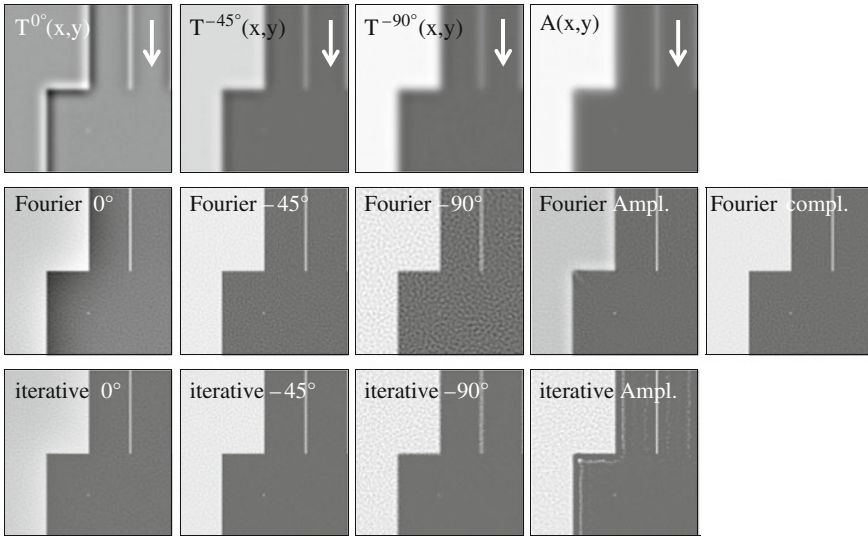 T⁰°(x,y) T⁻⁴⁵°(x,y) T⁻⁹⁰°(x,y) A(x,y)
Fourier 0° Fourier –45° Fourier –90° Fourier Ampl. Fourier compl.
iterative 0° iterative –45° iterative –90° iterative Ampl.